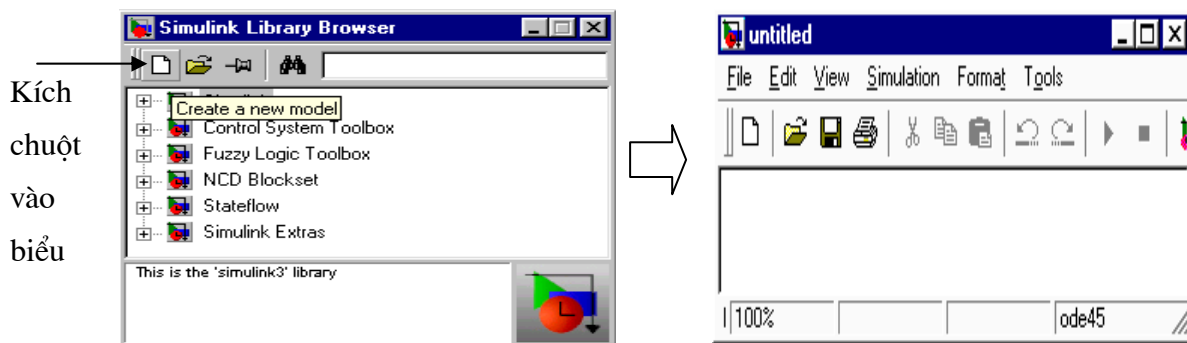 Kích
chuột
vào
biểu
Simulink Library Browser
Create a new model
Control System Toolbox
Fuzzy Logic Toolbox
NCD Blockset
Stateflow
Simulink Extras
This is the 'simulink3' library
untitled
File Edit View Simulation Format Tools
100% ode45